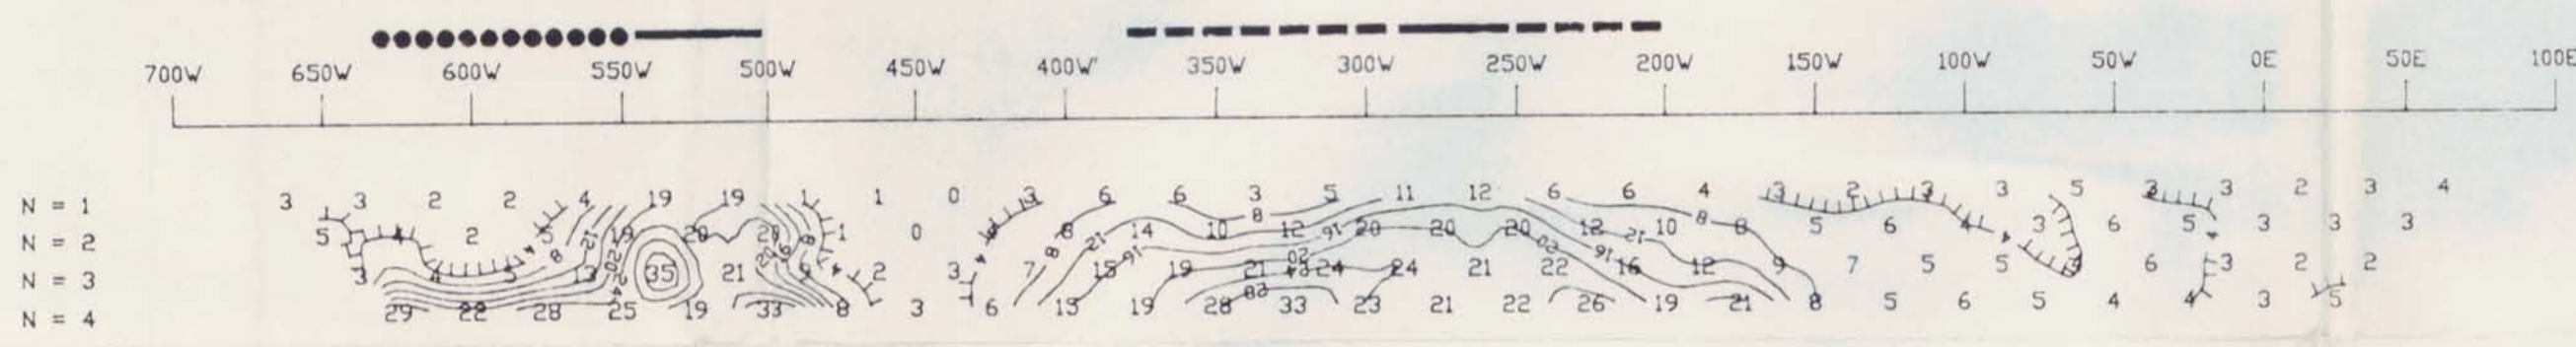 700W 650W 600W 550W 500W 450W 400W 350W 300W 250W 200W 150W 100W 50W 0E 50E 100E
N = 1 3 3 2 2 4 19 19 1 1 0 3 6 6 3 5 11 12 6 6 4 3 2 3 3 5 3 3 2 3 4
N = 2 5 4 2 5 19 20 20 1 0 8 14 10 12 20 20 20 12 10 8 5 6 4 3 6 5 3 3 3
N = 3 3 4 5 13 35 21 9 2 3 7 15 19 21 24 24 21 22 16 12 9 7 5 5 6 3 2 2
N = 4 29 22 28 25 19 33 8 3 6 15 19 28 33 23 21 22 26 19 21 8 5 6 5 4 4 3 5